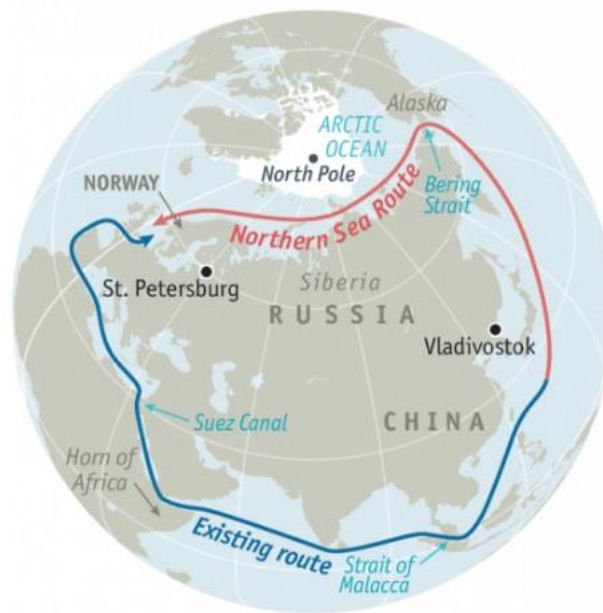 Alaska
ARCTIC
OCEAN
North Pole
NORWAY
Bering
Strait
Northern Sea Route
St. Petersburg
Siberia
RUSSIA
Vladivostok
Suez Canal
CHINA
Horn of
Africa
Existing route
Strait of
Malacca